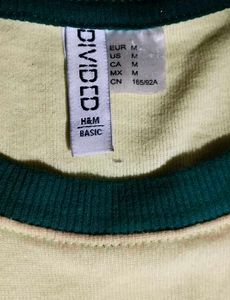 DIVIDED
H&M
BASIC
EUR M
US M
CA M
MX M
CN 165/92A